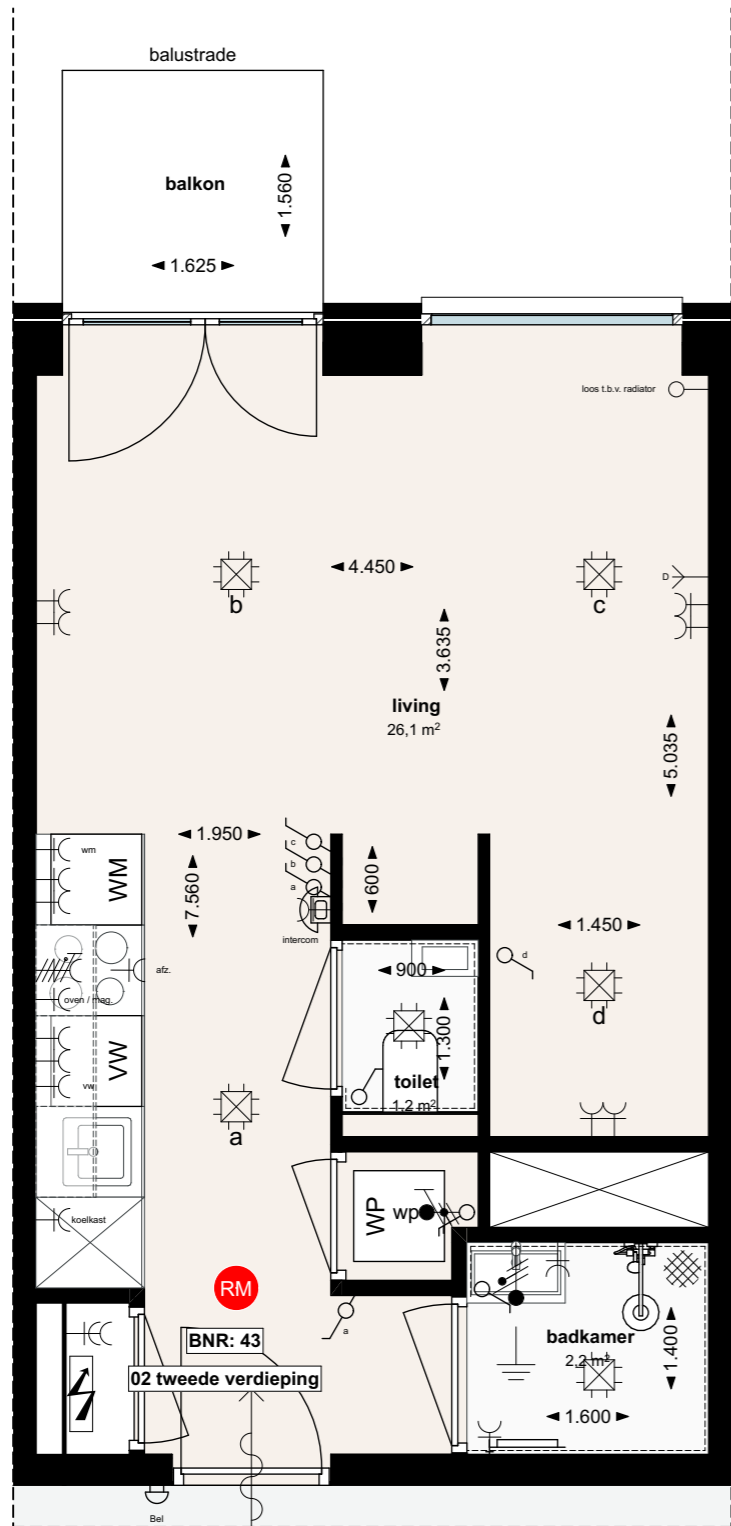 balustrade
balkon
1.560
1.625
loos t.b.v. radiator
4.450
b
c
D
3.635
living
26,1 m²
5.035
1.950
7.560
c
b
a
intercom
600
1.450
wm
WM
afz.
oven / mag.
900
1.300
d
d
VW
vw
toilet
1,2 m²
a
koelkast
WP
wp
RM
a
BNR: 43
02 tweede verdieping
badkamer
2,2 m²
1.400
1.600
Bel